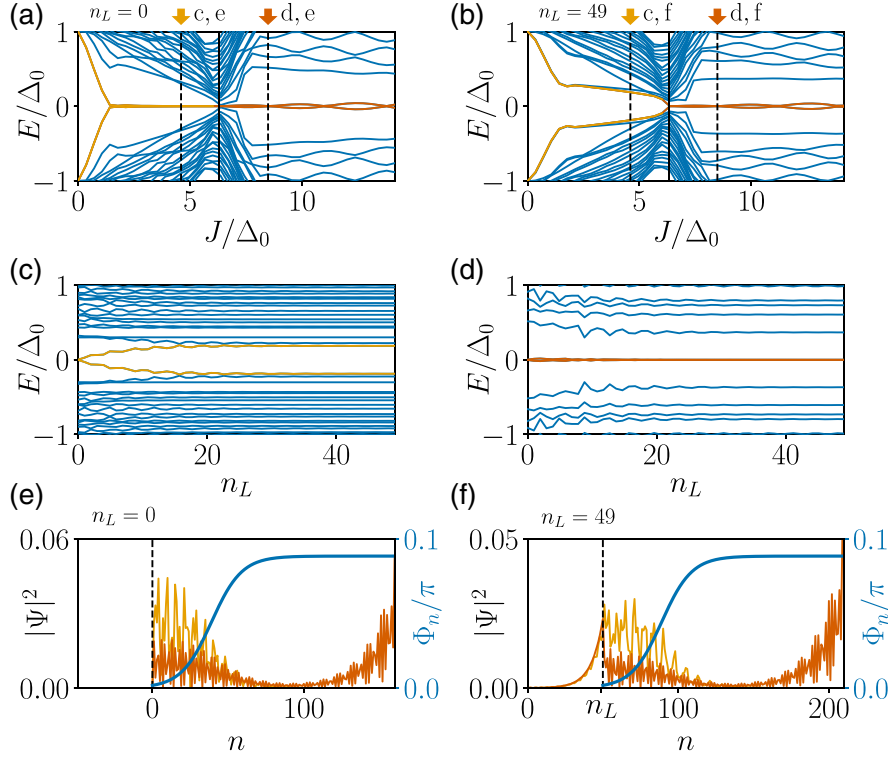 (a) n_L = 0 c, e d, e
(b) n_L = 49 c, f d, f
E/Δ_0 1 0 −1
0 5 10
J/Δ_0
E/Δ_0 1 0 −1
0 5 10
J/Δ_0
(c) (d)
E/Δ_0 1 0 −1
0 20 40
n_L
E/Δ_0 1 0 −1
0 20 40
n_L
(e) n_L = 0
(f) n_L = 49
|Ψ|^2 0.06 0.00
0.1 0.0 Φ_n/π
0 100
n
|Ψ|^2 0.05 0.00
0.1 0.0 Φ_n/π
0 n_L 100 200
n